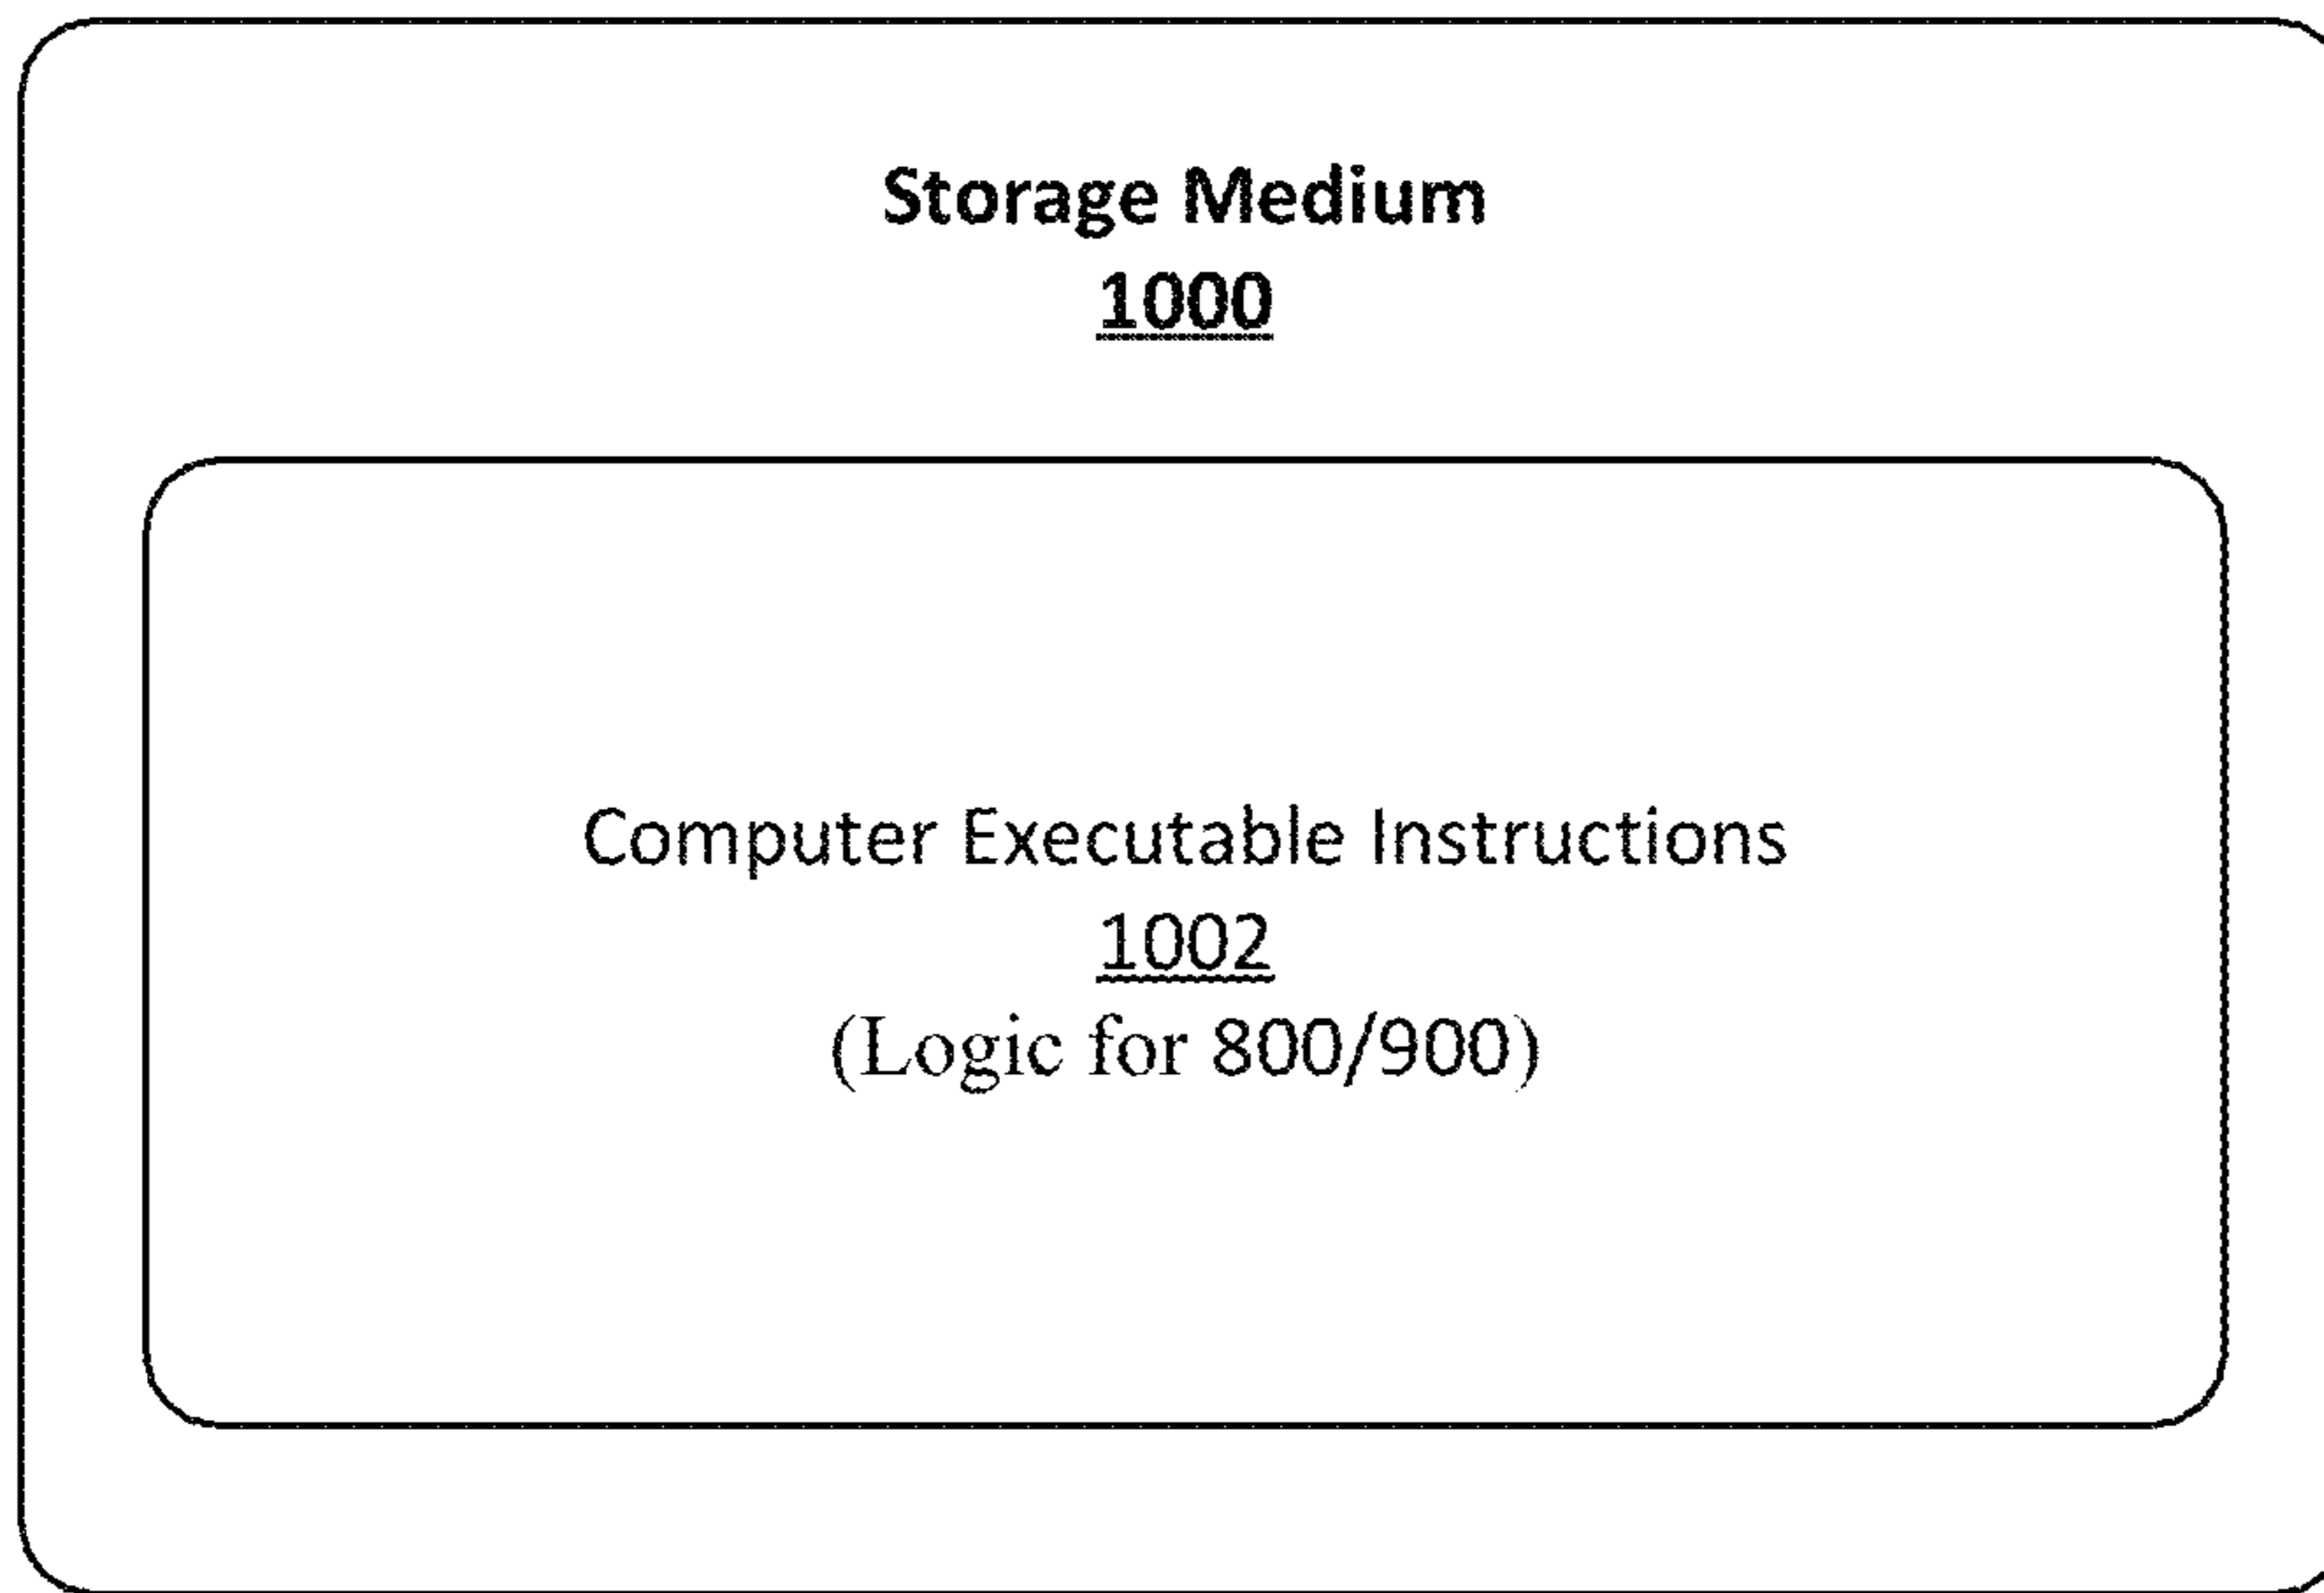 Storage Medium
1000
Computer Executable Instructions
1002
(Logic for 800/900)